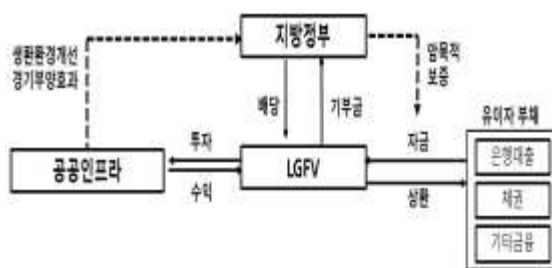 지방정부
생환환경개선
경기부양효과
암묵적
보증
배당
기부금
유이자 부채
투자
자금
은행대출
공공인프라
LGFV
수익
상환
채권
기타금융